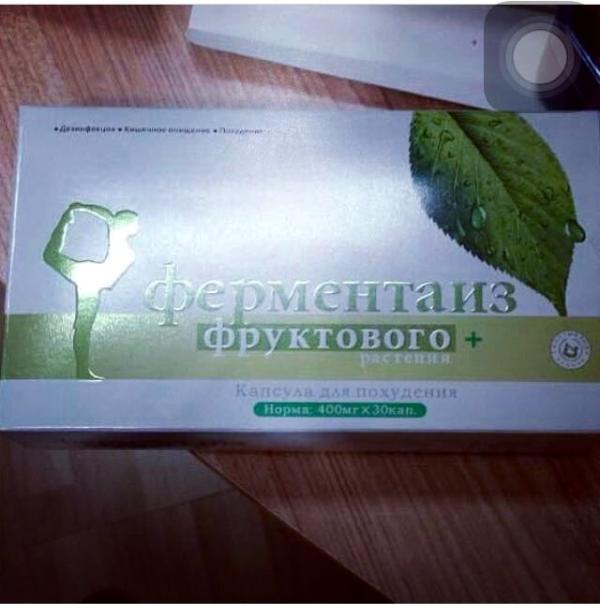 •Дезинфекция •Кишечное очищение •Похудение
ферментаиз
фруктового +
растения
Капсула для похудения
Норма: 400мг×30кап.